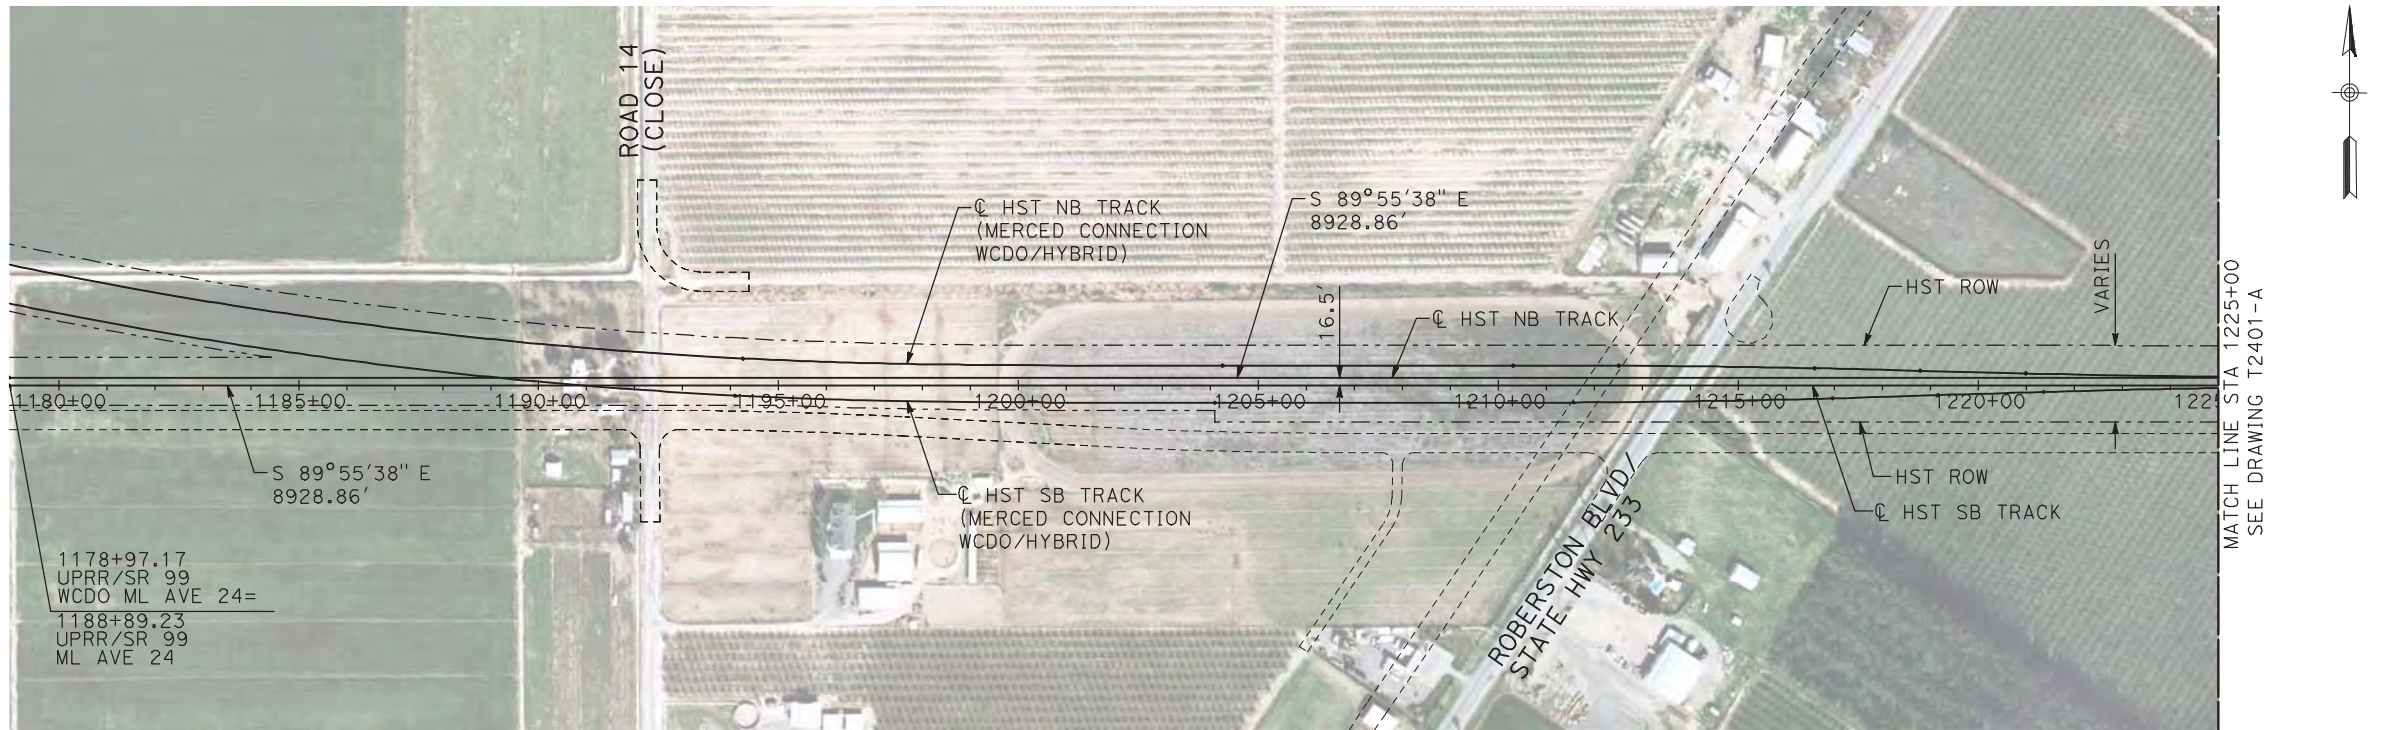 ROAD 14
(CLOSE)
℄ HST NB TRACK
(MERCED CONNECTION
WCDO/HYBRID)
S 89°55'38" E
8928.86'
16.5'
℄ HST NB TRACK
HST ROW
VARIES
MATCH LINE STA 1225+00
SEE DRAWING T2401-A
1180+00
1185+00
1190+00
1195+00
1200+00
1205+00
1210+00
1215+00
1220+00
1225
S 89°55'38" E
8928.86'
℄ HST SB TRACK
(MERCED CONNECTION
WCDO/HYBRID)
HST ROW
℄ HST SB TRACK
ROBERSTON BLVD/
STATE HWY 233
1178+97.17
UPRR/SR 99
WCDO ML AVE 24=
1188+89.23
UPRR/SR 99
ML AVE 24